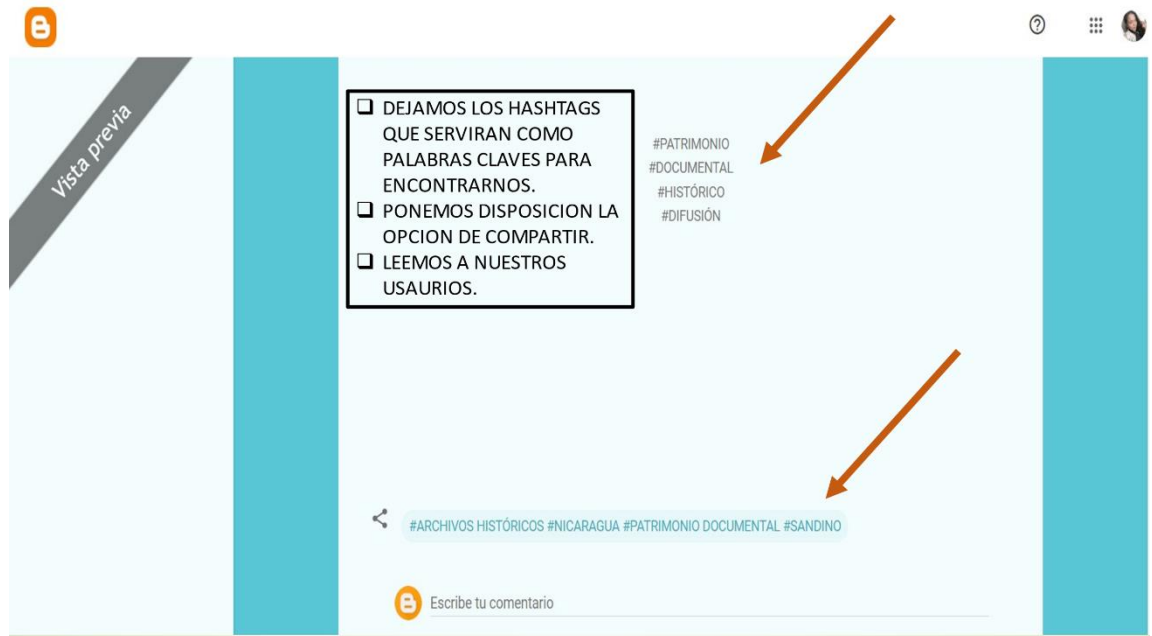 Vista previa
❑ DEJAMOS LOS HASHTAGS
QUE SERVIRAN COMO
PALABRAS CLAVES PARA
ENCONTRARNOS.
❑ PONEMOS DISPOSICION LA
OPCION DE COMPARTIR.
❑ LEEMOS A NUESTROS
USAURIOS.
#PATRIMONIO
#DOCUMENTAL
#HISTÓRICO
#DIFUSIÓN
#ARCHIVOS HISTÓRICOS #NICARAGUA #PATRIMONIO DOCUMENTAL #SANDINO
Escribe tu comentario